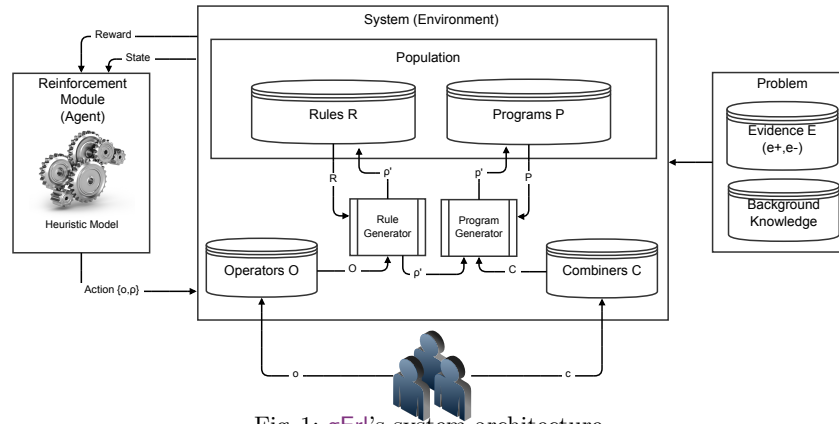 System (Environment)
Reward
State
Population
Reinforcement
Module
(Agent)
Heuristic Model
Rules R
Programs P
Problem
Evidence E
(e+,e-)
Background
Knowledge
R
ρ'
p'
P
Rule
Generator
Program
Generator
Operators O
O
ρ'
C
Combiners C
Action {o,ρ}
o
c
Fig. 1: gErl's system architecture